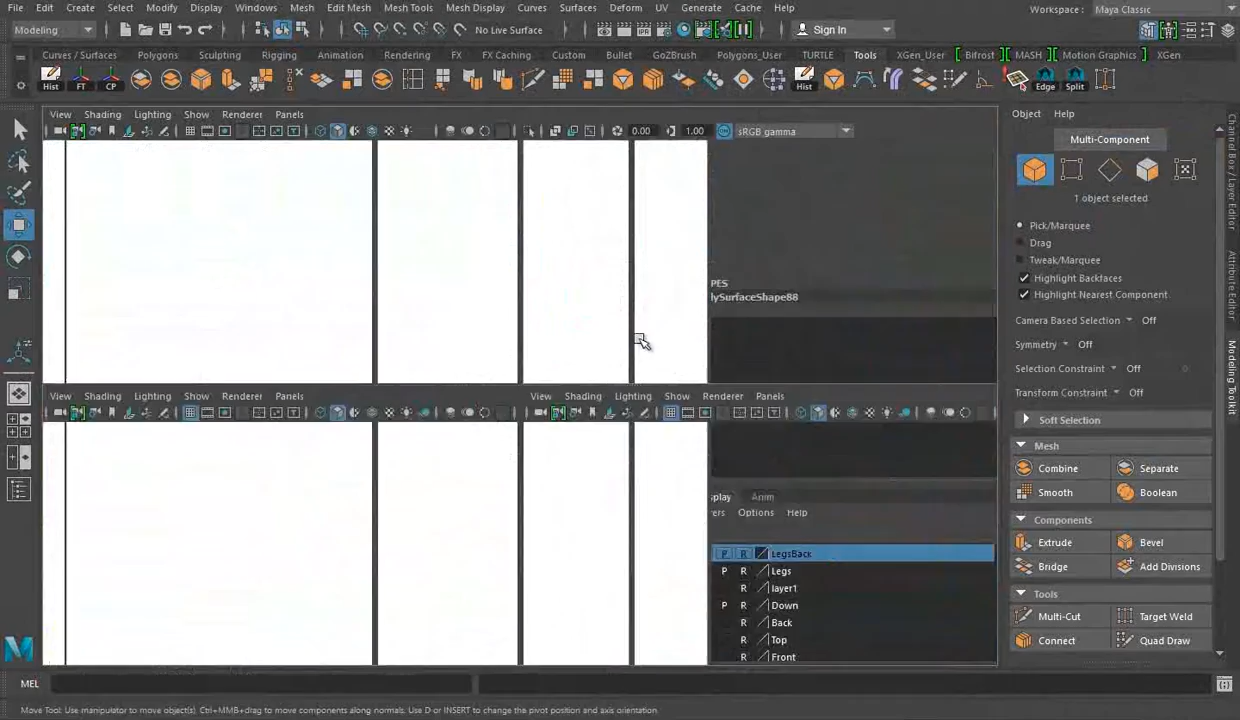 File Edit Create Select Modify Display Windows Mesh Edit Mesh Mesh Tools Mesh Display Curves Surfaces Deform UV Generate Cache Help
Workspace : Maya Classic
Modeling No Live Surface Sign In
Curves / Surfaces Polygons Sculpting Rigging Animation Rendering FX FX Caching Custom Bullet GoZBrush Polygons_User TURTLE Tools XGen_User Bifrost MASH Motion Graphics XGen
Hist FT CP Hist Edge Split
View Shading Lighting Show Renderer Panels
Object Help
0.00 1.00 sRGB gamma
Multi-Component
1 object selected
Pick/Marquee
Drag
Tweak/Marquee
Highlight Backfaces
Highlight Nearest Component
Camera Based Selection Off
Symmetry Off
Selection Constraint Off
Transform Constraint Off
Soft Selection
Mesh
Combine Separate
Smooth Boolean
Components
Extrude Bevel
Bridge Add Divisions
Tools
Multi-Cut Target Weld
Connect Quad Draw
Channel Box / Layer Editor
Attribute Editor
Modeling Toolkit
PES
lySurfaceShape88
View Shading Lighting Show Renderer Panels
View Shading Lighting Show Renderer Panels
splay Anim
ers Options Help
P R LegsBack
P R Legs
R layer1
P R Down
R Back
R Top
R Front
MEL
Move Tool: Use manipulator to move object(s). Ctrl+MMB+drag to move components along normals. Use D or INSERT to change the pivot position and axis orientation.